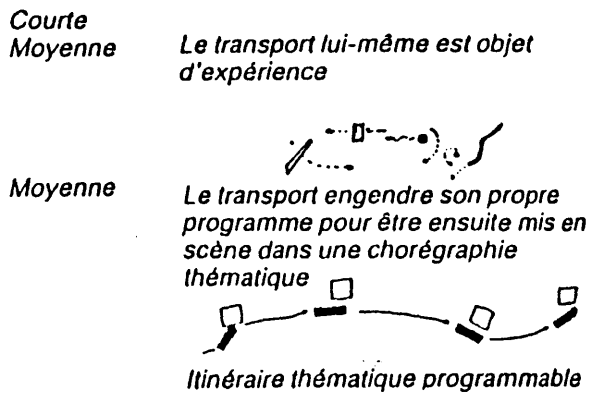 Courte
Moyenne Le transport lui-même est objet
d'expérience
Moyenne Le transport engendre son propre
programme pour être ensuite mis en
scène dans une chorégraphie
thématique
Itinéraire thématique programmable